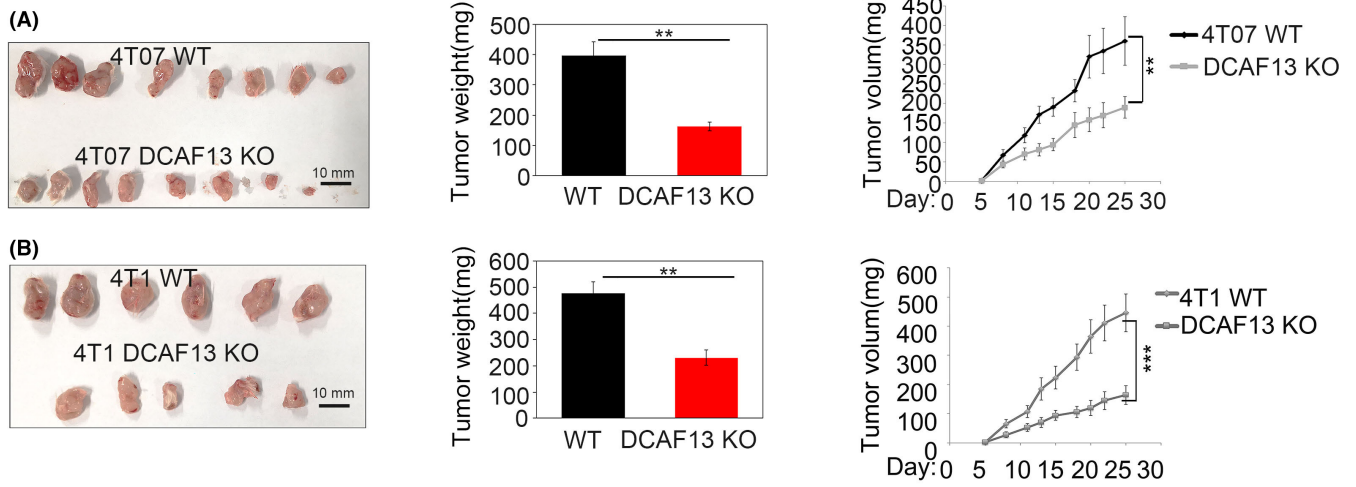 (A)
4T07 WT
4T07 DCAF13 KO
10 mm
Tumor weight(mg)
500
400
300
200
100
0
**
WT DCAF13 KO
Tumor volum(mg)
450
400
350
300
250
200
150
100
50
0
Day: 0 5 10 15 20 25 30
4T07 WT
DCAF13 KO
**
(B)
4T1 WT
4T1 DCAF13 KO
10 mm
Tumor weight(mg)
600
500
400
300
200
100
0
**
WT DCAF13 KO
Tumor volum(mg)
600
500
400
300
200
100
0
Day: 0 5 10 15 20 25 30
4T1 WT
DCAF13 KO
***